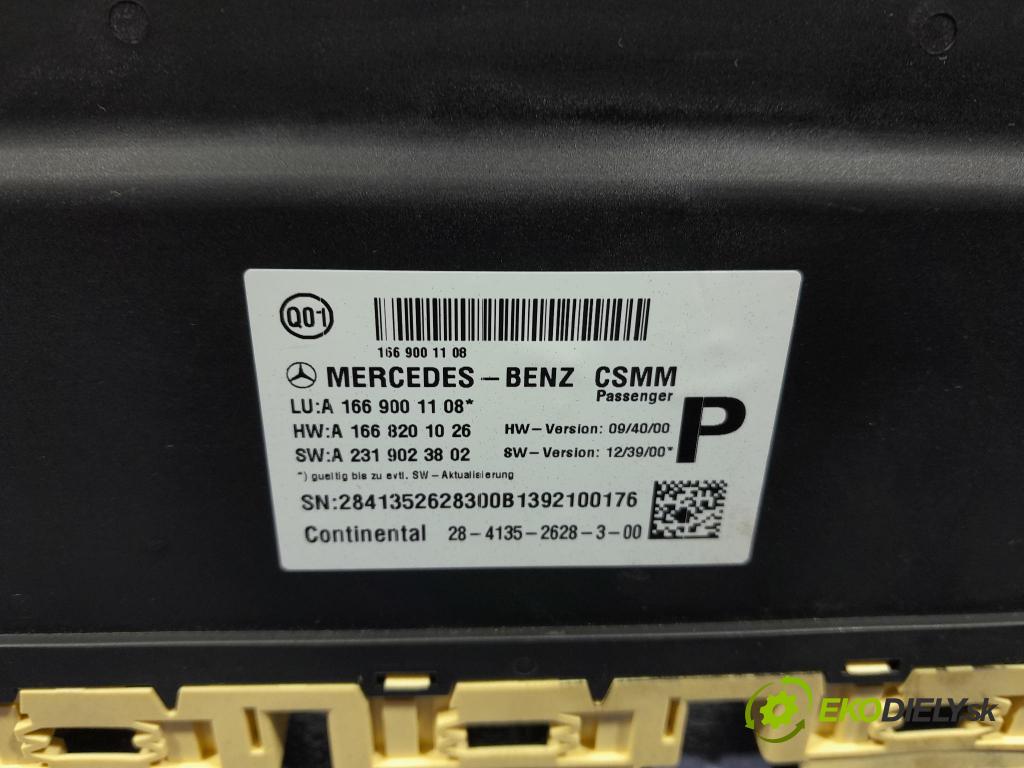 Q01
166 900 11 08
MERCEDES-BENZ CSMM
Passenger
P
LU:A 166 900 11 08*
HW:A 166 820 10 26 HW-Version: 09/40/00
SW:A 231 902 38 02 SW-Version: 12/39/00*
*) gueltig bis zu evtl. SW-Aktualisierung
SN:2841352628300B1392100176
Continental 28-4135-2628-3-00
EKODIELY.sk